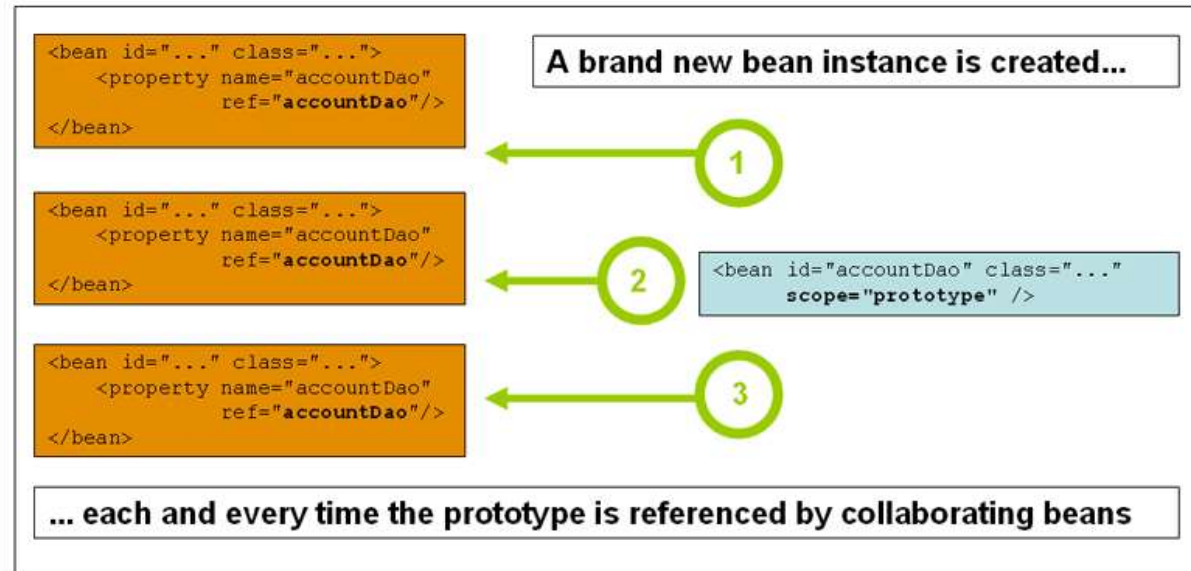 <bean id="..." class="...">
    <property name="accountDao"
              ref="accountDao"/>
</bean>
A brand new bean instance is created...
1
<bean id="..." class="...">
    <property name="accountDao"
              ref="accountDao"/>
</bean>
2
<bean id="accountDao" class="..."
      scope="prototype" />
<bean id="..." class="...">
    <property name="accountDao"
              ref="accountDao"/>
</bean>
3
... each and every time the prototype is referenced by collaborating beans